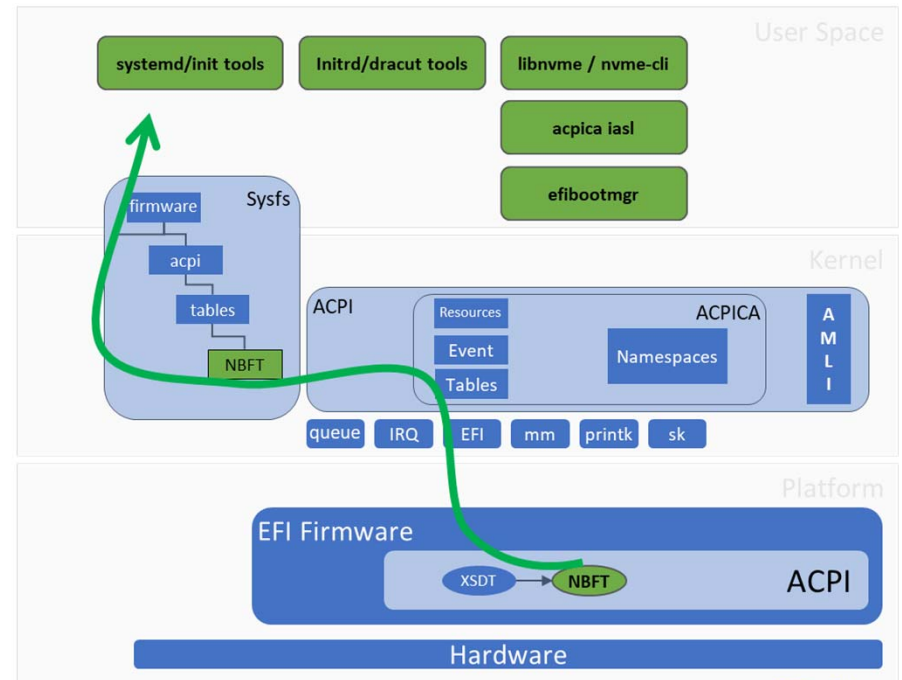 User Space
systemd/init tools
Initrd/dracut tools
libnvme / nvme-cli
acpica iasl
efibootmgr
Sysfs
firmware
acpi
tables
NBFT
Kernel
ACPI
Resources
Event
Tables
ACPICA
Namespaces
A
M
L
I
queue
IRQ
EFI
mm
printk
sk
Platform
EFI Firmware
XSDT
NBFT
ACPI
Hardware